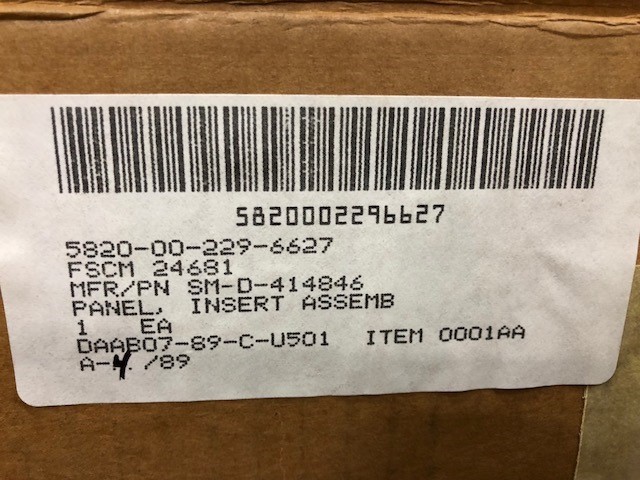 5820002296627
5820-00-229-6627
FSCM 24681
MFR/PN SM-D-414846
PANEL, INSERT ASSEMB
1 EA
DAAB07-89-C-U501 ITEM 0001AA
A-4 /89